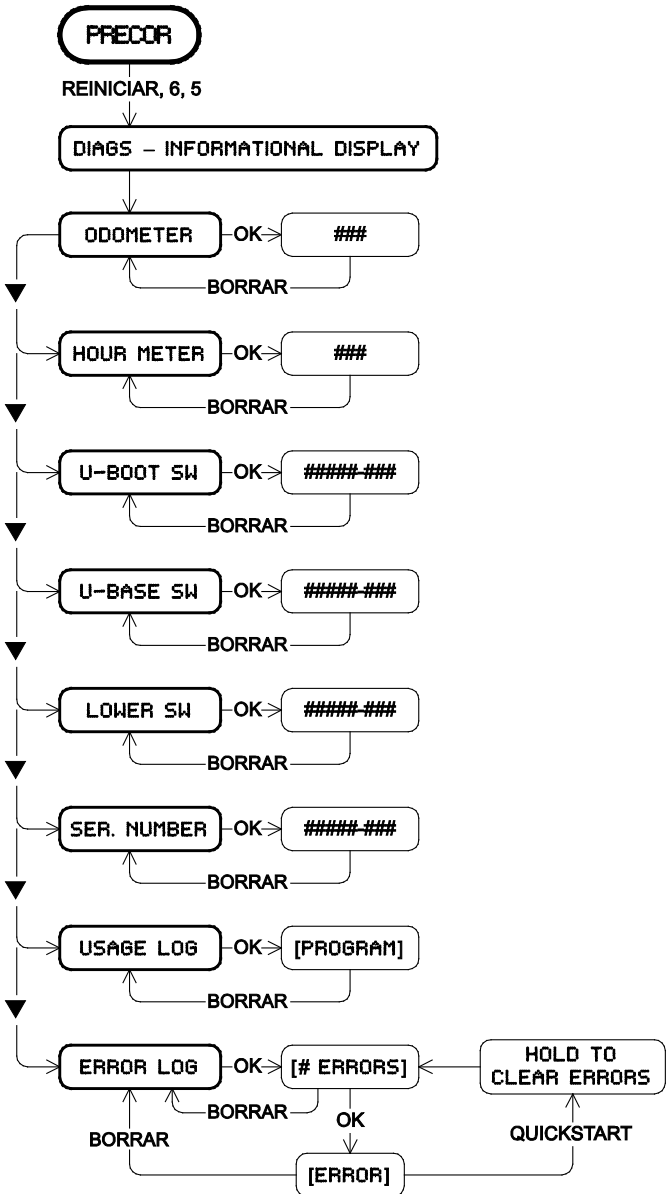 PRECOR
REINICIAR, 6, 5
DIAGS – INFORMATIONAL DISPLAY
ODOMETER
OK
###
BORRAR
HOUR METER
OK
###
BORRAR
U-BOOT SW
OK
#####-###
BORRAR
U-BASE SW
OK
#####-###
BORRAR
LOWER SW
OK
#####-###
BORRAR
SER. NUMBER
OK
#####-###
BORRAR
USAGE LOG
OK
[PROGRAM]
BORRAR
ERROR LOG
OK
[# ERRORS]
HOLD TO
CLEAR ERRORS
BORRAR
OK
BORRAR
QUICKSTART
[ERROR]